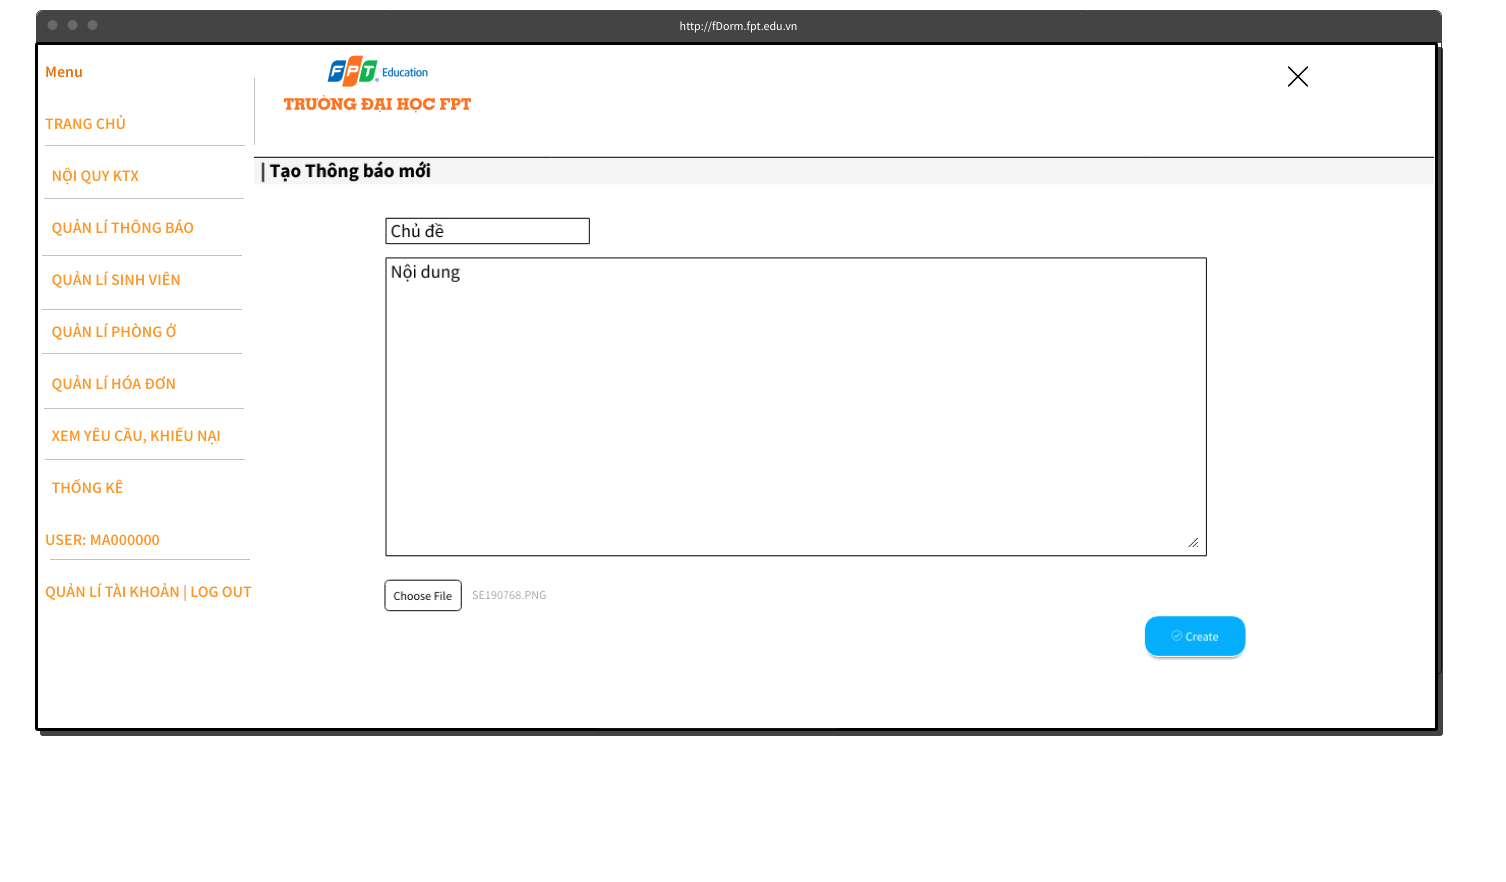 http://fDorm.fpt.edu.vn
Menu
TRANG CHỦ
NỘI QUY KTX
QUẢN LÍ THÔNG BÁO
QUẢN LÍ SINH VIÊN
QUẢN LÍ PHÒNG Ở
QUẢN LÍ HÓA ĐƠN
XEM YÊU CẦU, KHIẾU NẠI
THỐNG KÊ
USER: MA000000
QUẢN LÍ TÀI KHOẢN | LOG OUT
FPT Education
TRƯỜNG ĐẠI HỌC FPT
| Tạo Thông báo mới
Chủ đề
Nội dung
Choose File SE190768.PNG
Create